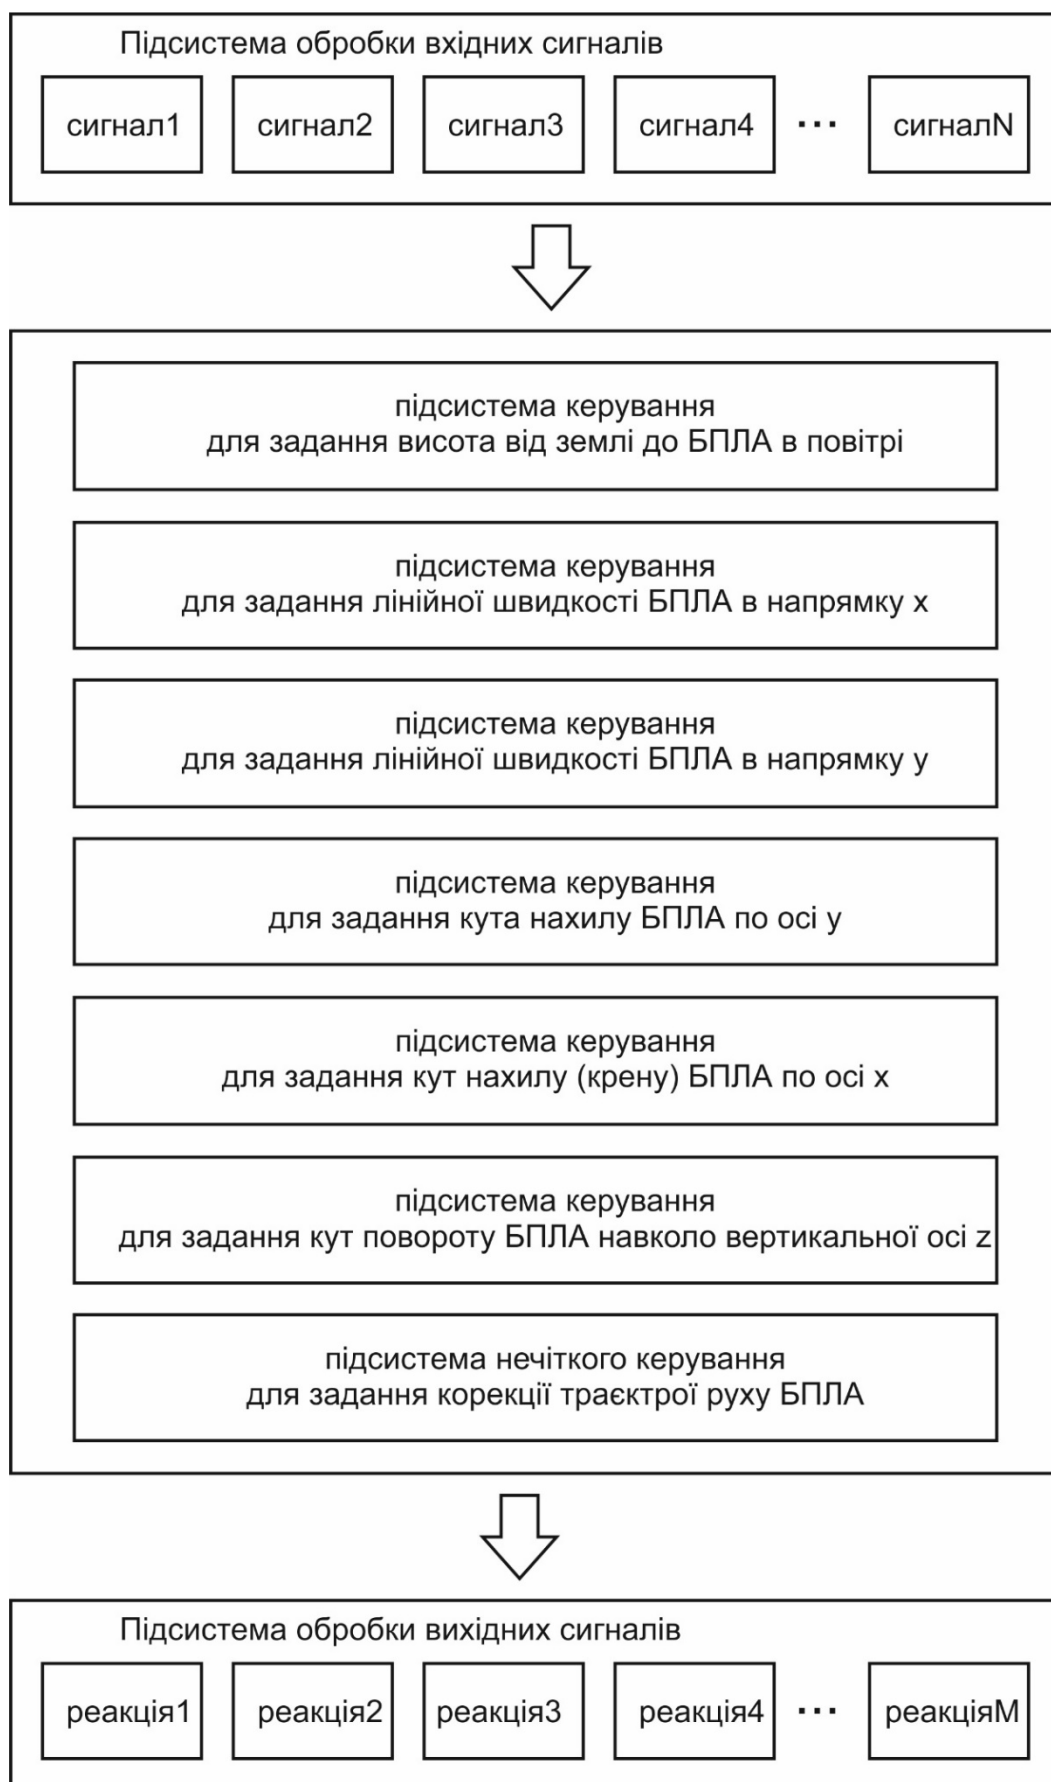 Підсистема обробки вхідних сигналів
сигнал1 сигнал2 сигнал3 сигнал4 ... сигналN
підсистема керування
для задання висота від землі до БПЛА в повітрі
підсистема керування
для задання лінійної швидкості БПЛА в напрямку x
підсистема керування
для задання лінійної швидкості БПЛА в напрямку y
підсистема керування
для задання кута нахилу БПЛА по осі y
підсистема керування
для задання кут нахилу (крену) БПЛА по осі x
підсистема керування
для задання кут повороту БПЛА навколо вертикальної осі z
підсистема нечіткого керування
для задання корекції траєктрої руху БПЛА
Підсистема обробки вихідних сигналів
реакція1 реакція2 реакція3 реакція4 ... реакціяM